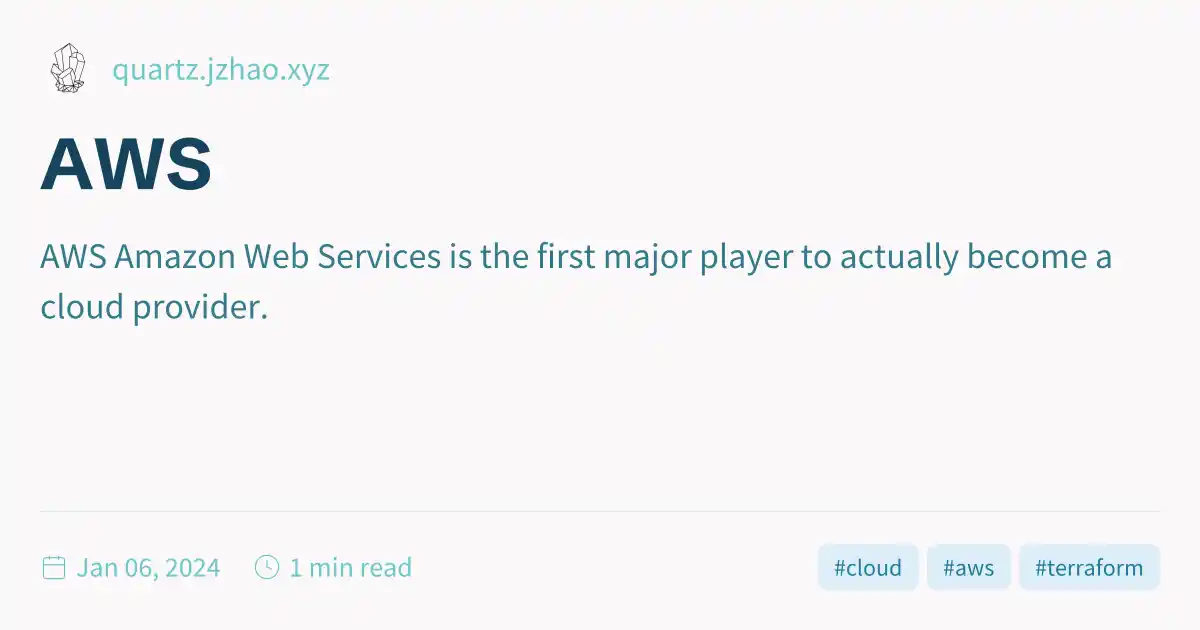 quartz.jzhao.xyz
AWS
AWS Amazon Web Services is the first major player to actually become a
cloud provider.
Jan 06, 2024 1 min read #cloud #aws #terraform